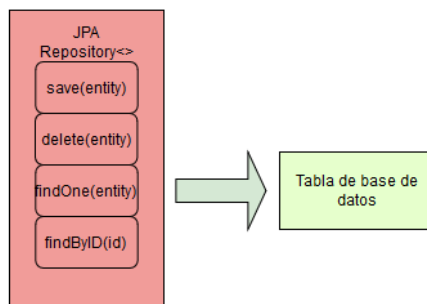 JPA
Repository<>
save(entity)
delete(entity)
findOne(entity)
findByID(id)
Tabla de base de
datos